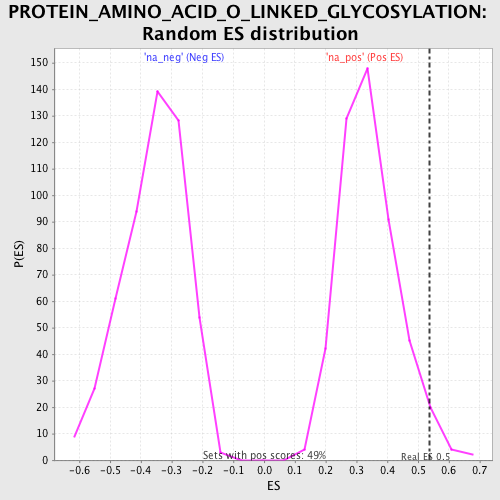 PROTEIN_AMINO_ACID_O_LINKED_GLYCOSYLATION:
Random ES distribution
'na_neg' (Neg ES) 'na_pos' (Pos ES)
150
140
130
120
110
100
90
80
70
60
50
40
30
20
10
0
P(ES)
Sets with pos scores: 49%
Real ES 0.5
-0.6 -0.5 -0.4 -0.3 -0.2 -0.1 0.0 0.1 0.2 0.3 0.4 0.5 0.6 0.7
ES